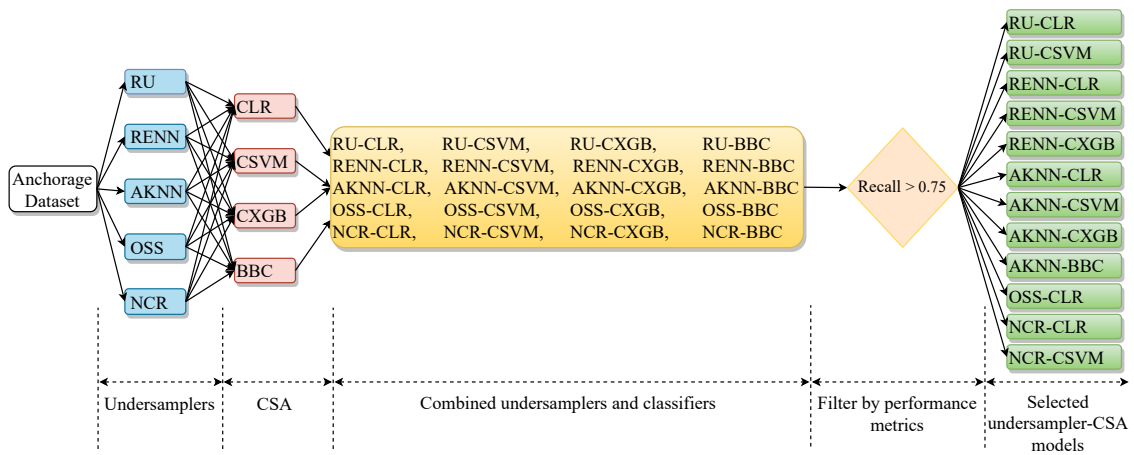 Anchorage
Dataset
RU
RENN
AKNN
OSS
NCR
CLR
CSVM
CXGB
BBC
RU-CLR, RU-CSVM, RU-CXGB, RU-BBC
RENN-CLR, RENN-CSVM, RENN-CXGB, RENN-BBC
AKNN-CLR, AKNN-CSVM, AKNN-CXGB, AKNN-BBC
OSS-CLR, OSS-CSVM, OSS-CXGB, OSS-BBC
NCR-CLR, NCR-CSVM, NCR-CXGB, NCR-BBC
Recall > 0.75
RU-CLR
RU-CSVM
RENN-CLR
RENN-CSVM
RENN-CXGB
AKNN-CLR
AKNN-CSVM
AKNN-CXGB
AKNN-BBC
OSS-CLR
NCR-CLR
NCR-CSVM
Undersamplers
CSA
Combined undersamplers and classifiers
Filter by performance
metrics
Selected
undersampler-CSA
models